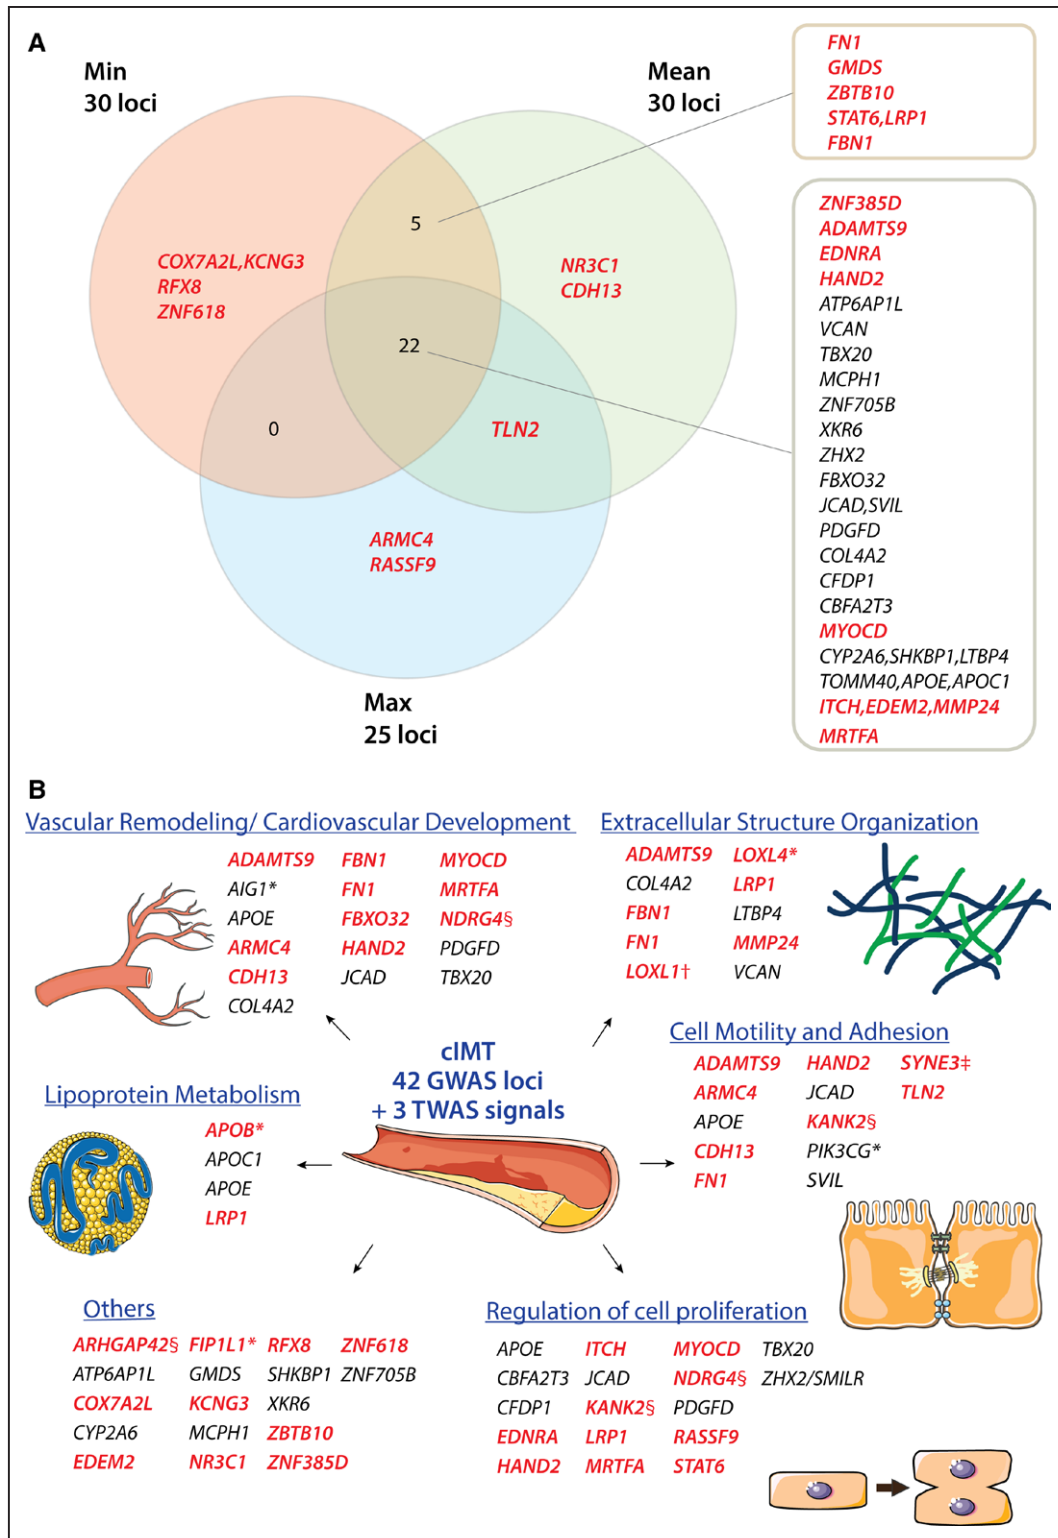 A
Min
30 loci
Mean
30 loci
FN1
GMDS
ZBTB10
STAT6,LRP1
FBN1
5
COX7A2L,KCNG3
RFX8
ZNF618
NR3C1
CDH13
22
0
TLN2
ARMC4
RASSF9
Max
25 loci
ZNF385D
ADAMTS9
EDNRA
HAND2
ATP6AP1L
VCAN
TBX20
MCPH1
ZNF705B
XKR6
ZHX2
FBXO32
JCAD,SVIL
PDGFD
COL4A2
CFDP1
CBFA2T3
MYOCD
CYP2A6,SHKBP1,LTBP4
TOMM40,APOE,APOC1
ITCH,EDEM2,MMP24
MRTFA
B
Vascular Remodeling/ Cardiovascular Development
ADAMTS9 FBN1 MYOCD
AIG1* FN1 MRTFA
APOE FBXO32 NDRG4§
ARMC4 HAND2 PDGFD
CDH13 JCAD TBX20
COL4A2
Extracellular Structure Organization
ADAMTS9 LOXL4*
COL4A2 LRP1
FBN1 LTBP4
FN1 MMP24
LOXL1† VCAN
cIMT
42 GWAS loci
+ 3 TWAS signals
Cell Motility and Adhesion
ADAMTS9 HAND2 SYNE3‡
ARMC4 JCAD TLN2
APOE KANK2§
CDH13 PIK3CG*
FN1 SVIL
Lipoprotein Metabolism
APOB*
APOC1
APOE
LRP1
Others
ARHGAP42§ FIP1L1* RFX8 ZNF618
ATP6AP1L GMDS SHKBP1 ZNF705B
COX7A2L KCNG3 XKR6
CYP2A6 MCPH1 ZBTB10
EDEM2 NR3C1 ZNF385D
Regulation of cell proliferation
APOE ITCH MYOCD TBX20
CBFA2T3 JCAD NDRG4§ ZHX2/SMILR
CFDP1 KANK2§ PDGFD
EDNRA LRP1 RASSF9
HAND2 MRTFA STAT6